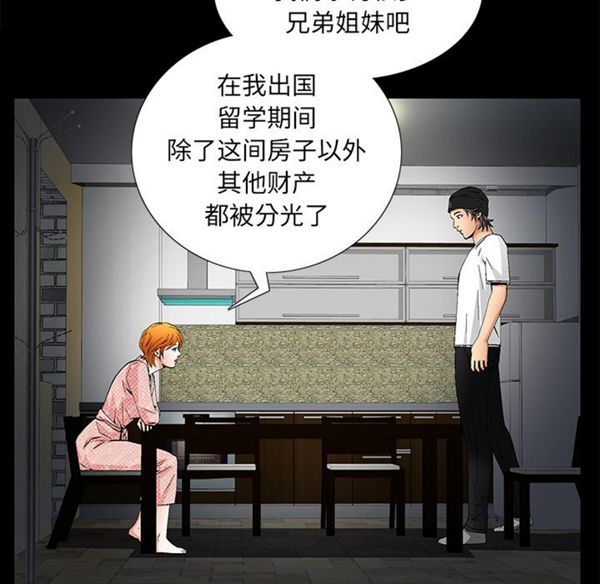 兄弟姐妹吧
在我出国
留学期间
除了这间房子以外
其他财产
都被分光了